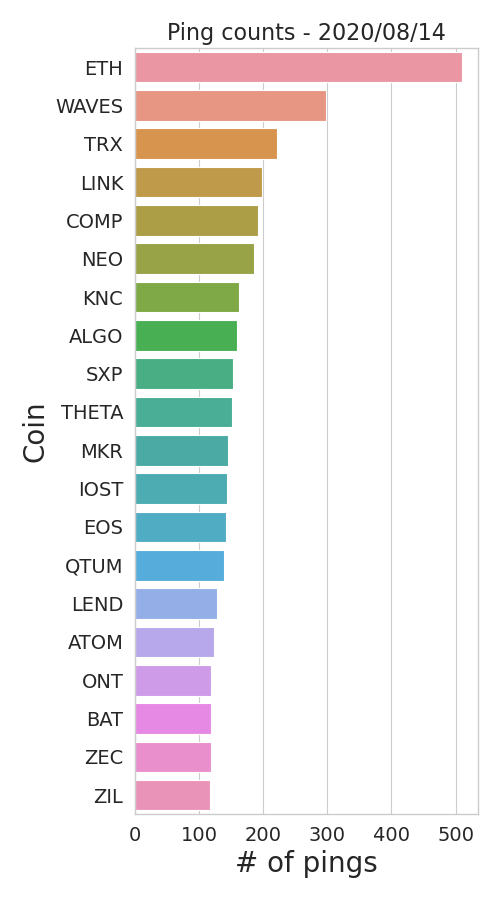 Ping counts - 2020/08/14
ETH
WAVES
TRX
LINK
COMP
NEO
KNC
ALGO
SXP
THETA
MKR
IOST
EOS
QTUM
LEND
ATOM
ONT
BAT
ZEC
ZIL
Coin
0 100 200 300 400 500
# of pings